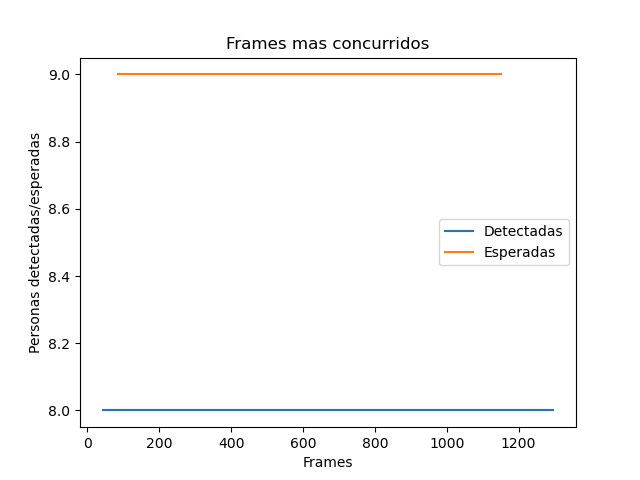 Frames mas concurridos
Personas detectadas/esperadas
9.0
8.8
8.6
8.4
8.2
8.0
Detectadas
Esperadas
0 200 400 600 800 1000 1200
Frames